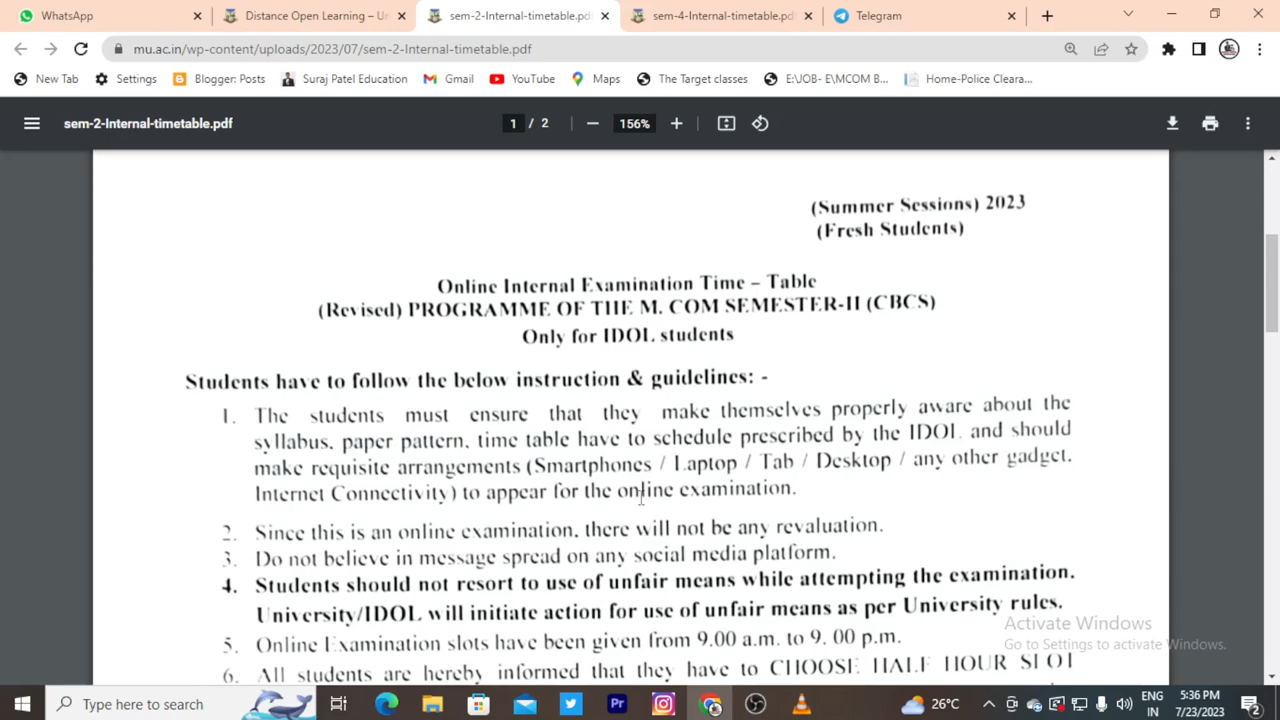 WhatsApp
Distance Open Learning – U
sem-2-Internal-timetable.pdf
sem-4-Internal-timetable.pdf
Telegram
mu.ac.in/wp-content/uploads/2023/07/sem-2-Internal-timetable.pdf
New Tab
Settings
Blogger: Posts
Suraj Patel Education
Gmail
YouTube
Maps
The Target classes
E:\JOB- E\MCOM B...
Home-Police Cleara...
sem-2-Internal-timetable.pdf
1 / 2
156%
(Summer Sessions) 2023
(Fresh Students)
Online Internal Examination Time – Table
(Revised) PROGRAMME OF THE M. COM SEMESTER-II (CBCS)
Only for IDOL students
Students have to follow the below instruction & guidelines: -
1. The students must ensure that they make themselves properly aware about the
syllabus, paper pattern, time table have to schedule prescribed by the IDOL and should
make requisite arrangements (Smartphones / Laptop / Tab / Desktop / any other gadget,
Internet Connectivity) to appear for the online examination.
2. Since this is an online examination, there will not be any revaluation.
3. Do not believe in message spread on any social media platform.
4. Students should not resort to use of unfair means while attempting the examination.
University/IDOL will initiate action for use of unfair means as per University rules.
5. Online Examination slots have been given from 9.00 a.m. to 9. 00 p.m.
6. All students are hereby informed that they have to CHOOSE HALF HOUR SLOT
Activate Windows
Go to Settings to activate Windows.
Type here to search
Pr
26°C
ENG
IN
5:36 PM
7/23/2023
2